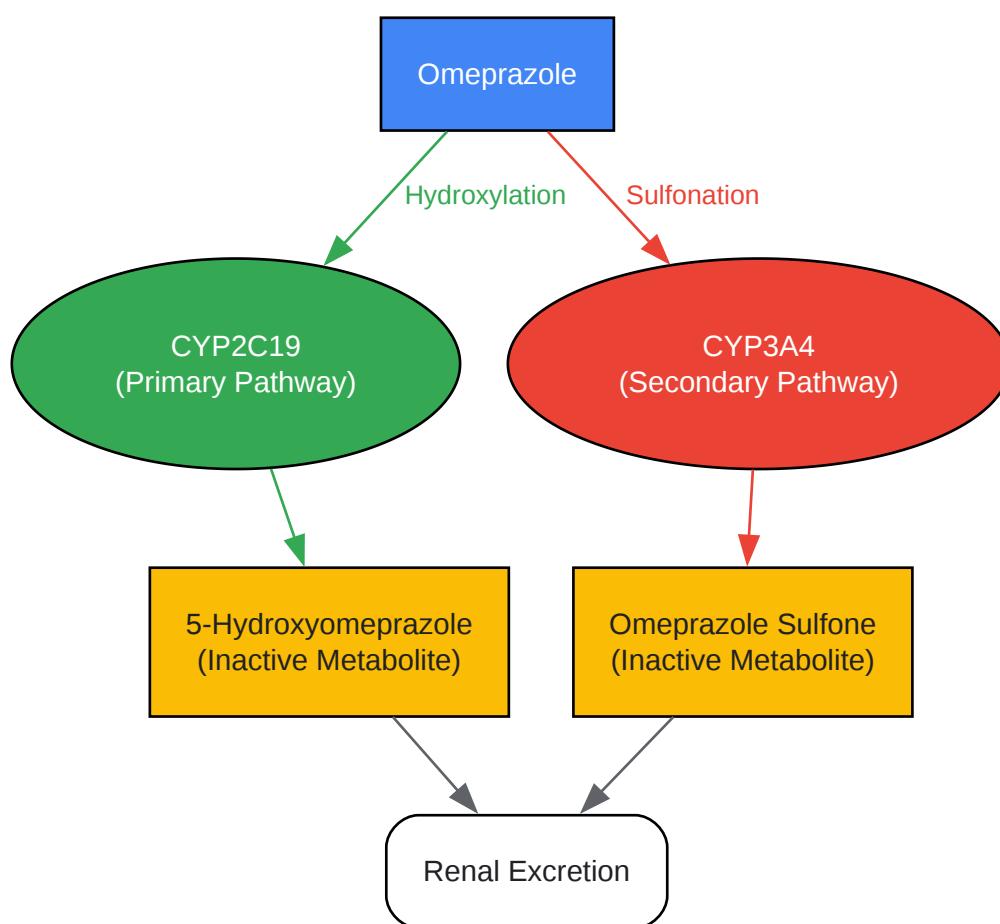 Omeprazole
Hydroxylation
Sulfonation
CYP2C19
(Primary Pathway)
CYP3A4
(Secondary Pathway)
5-Hydroxyomeprazole
(Inactive Metabolite)
Omeprazole Sulfone
(Inactive Metabolite)
Renal Excretion